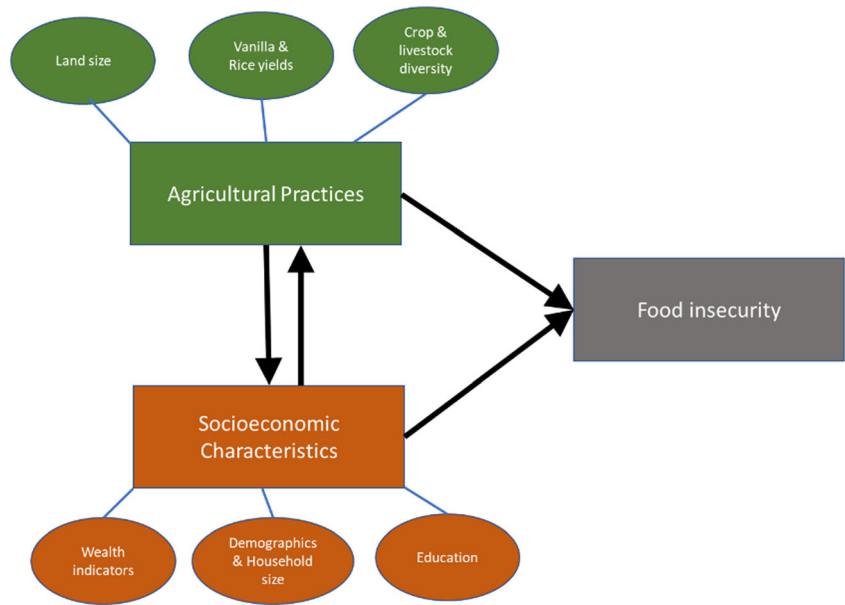 Land size
Vanilla &
Rice yields
Crop &
livestock
diversity
Agricultural Practices
Food insecurity
Socioeconomic
Characteristics
Wealth
indicators
Demographics
& Household
size
Education